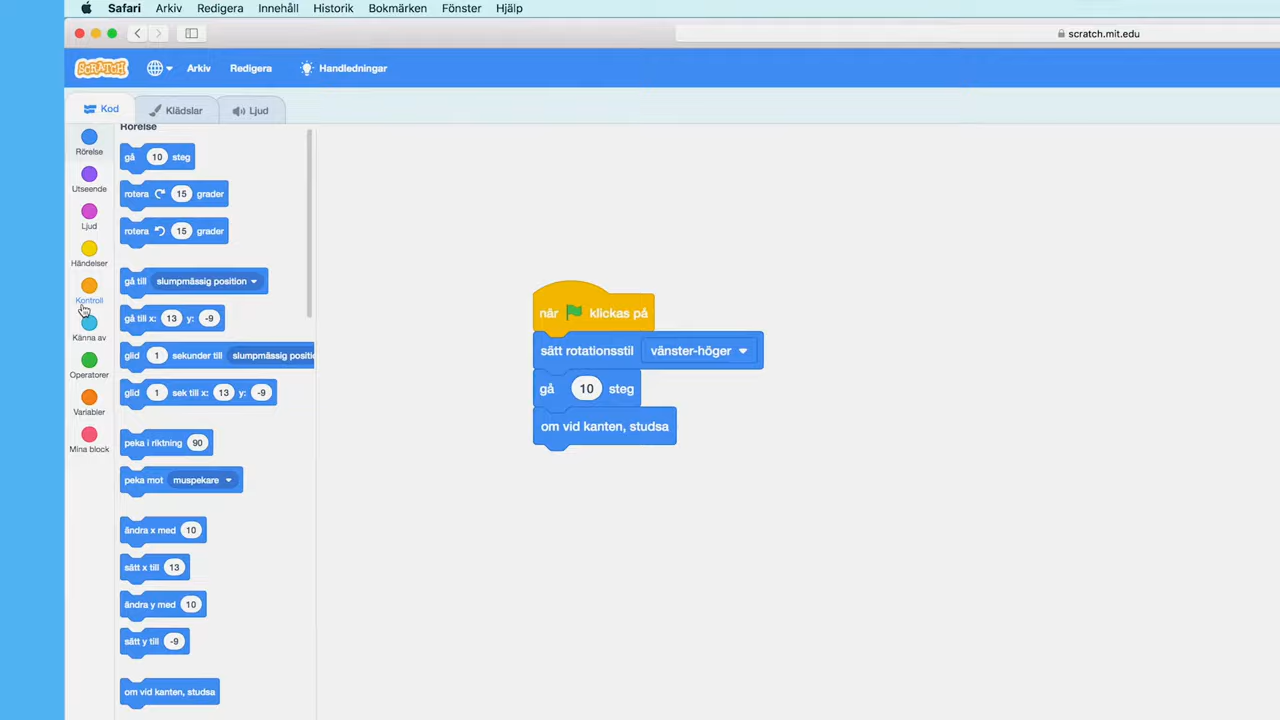 Safari Arkiv Redigera Innehåll Historik Bokmärken Fönster Hjälp
scratch.mit.edu
SCRATCH Arkiv Redigera Handledningar
Kod Klädslar Ljud
Rörelse
Utseende
Ljud
Händelser
Kontroll
Känna av
Operatorer
Variabler
Mina block
Rörelse
gå 10 steg
rotera 15 grader
rotera 15 grader
gå till slumpmässig position
gå till x: 13 y: -9
glid 1 sekunder till slumpmässig positi
glid 1 sek till x: 13 y: -9
peka i riktning 90
peka mot muspekare
ändra x med 10
sätt x till 13
ändra y med 10
sätt y till -9
om vid kanten, studsa
når klickas på
sätt rotationsstil vänster-höger
gå 10 steg
om vid kanten, studsa